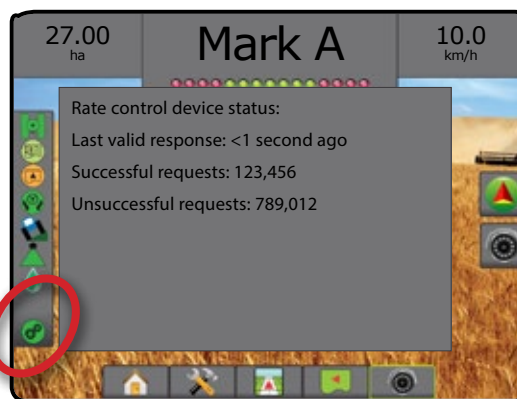 27.00
ha
Mark A
10.0
km/h
Rate control device status:
Last valid response: <1 second ago
Successful requests: 123,456
Unsuccessful requests: 789,012